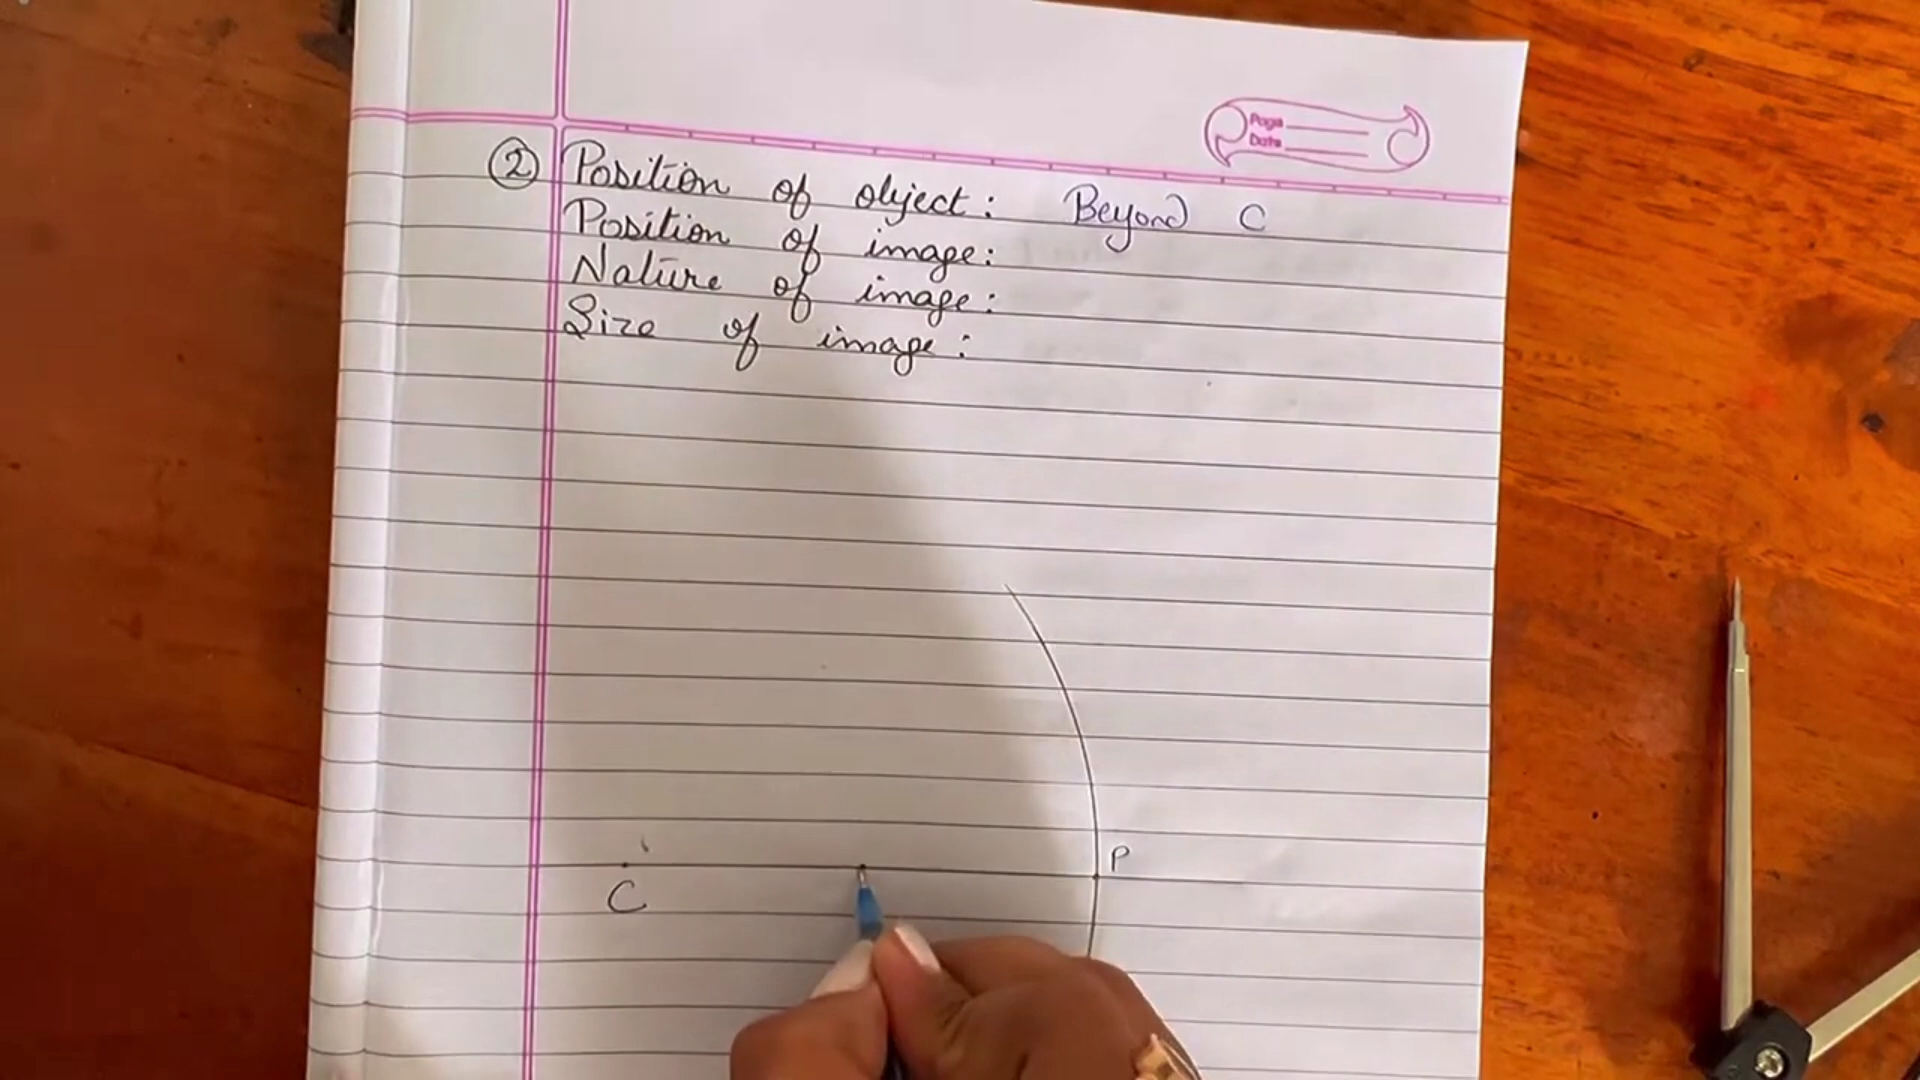 Page
Date
② Position of object: Beyond C
Position of image:
Nature of image:
Size of image:
P
C